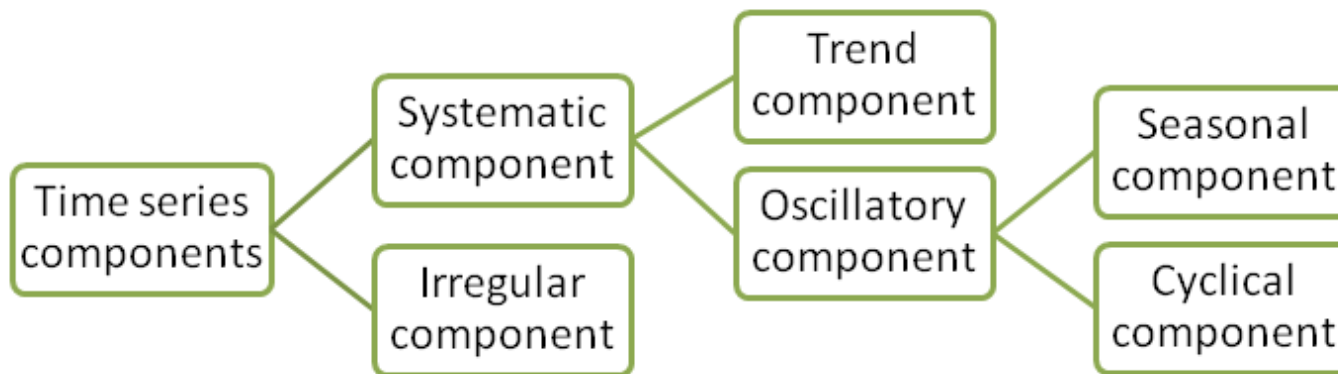 Time series
components
Systematic
component
Irregular
component
Trend
component
Oscillatory
component
Seasonal
component
Cyclical
component